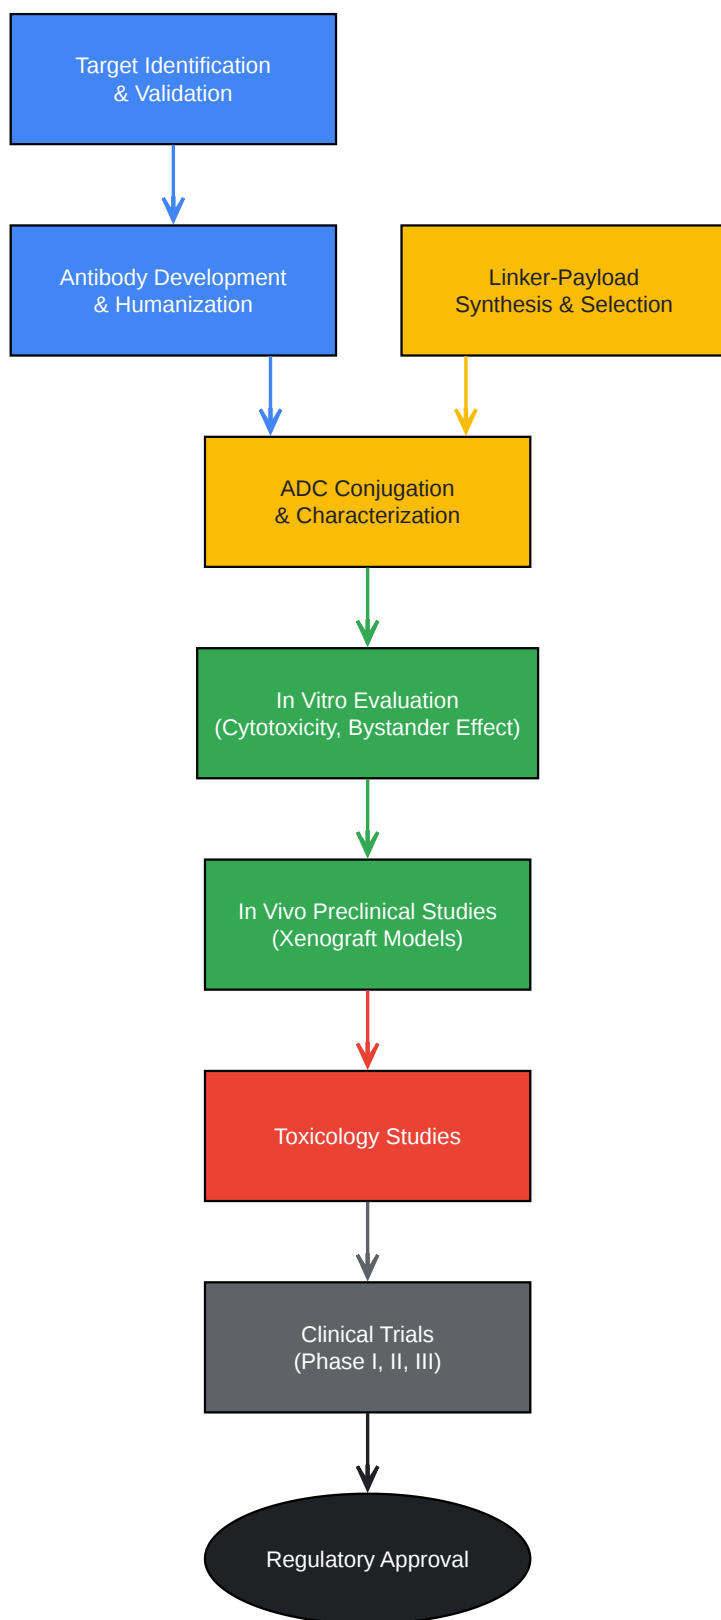 Target Identification
& Validation
Antibody Development
& Humanization
Linker-Payload
Synthesis & Selection
ADC Conjugation
& Characterization
In Vitro Evaluation
(Cytotoxicity, Bystander Effect)
In Vivo Preclinical Studies
(Xenograft Models)
Toxicology Studies
Clinical Trials
(Phase I, II, III)
Regulatory Approval